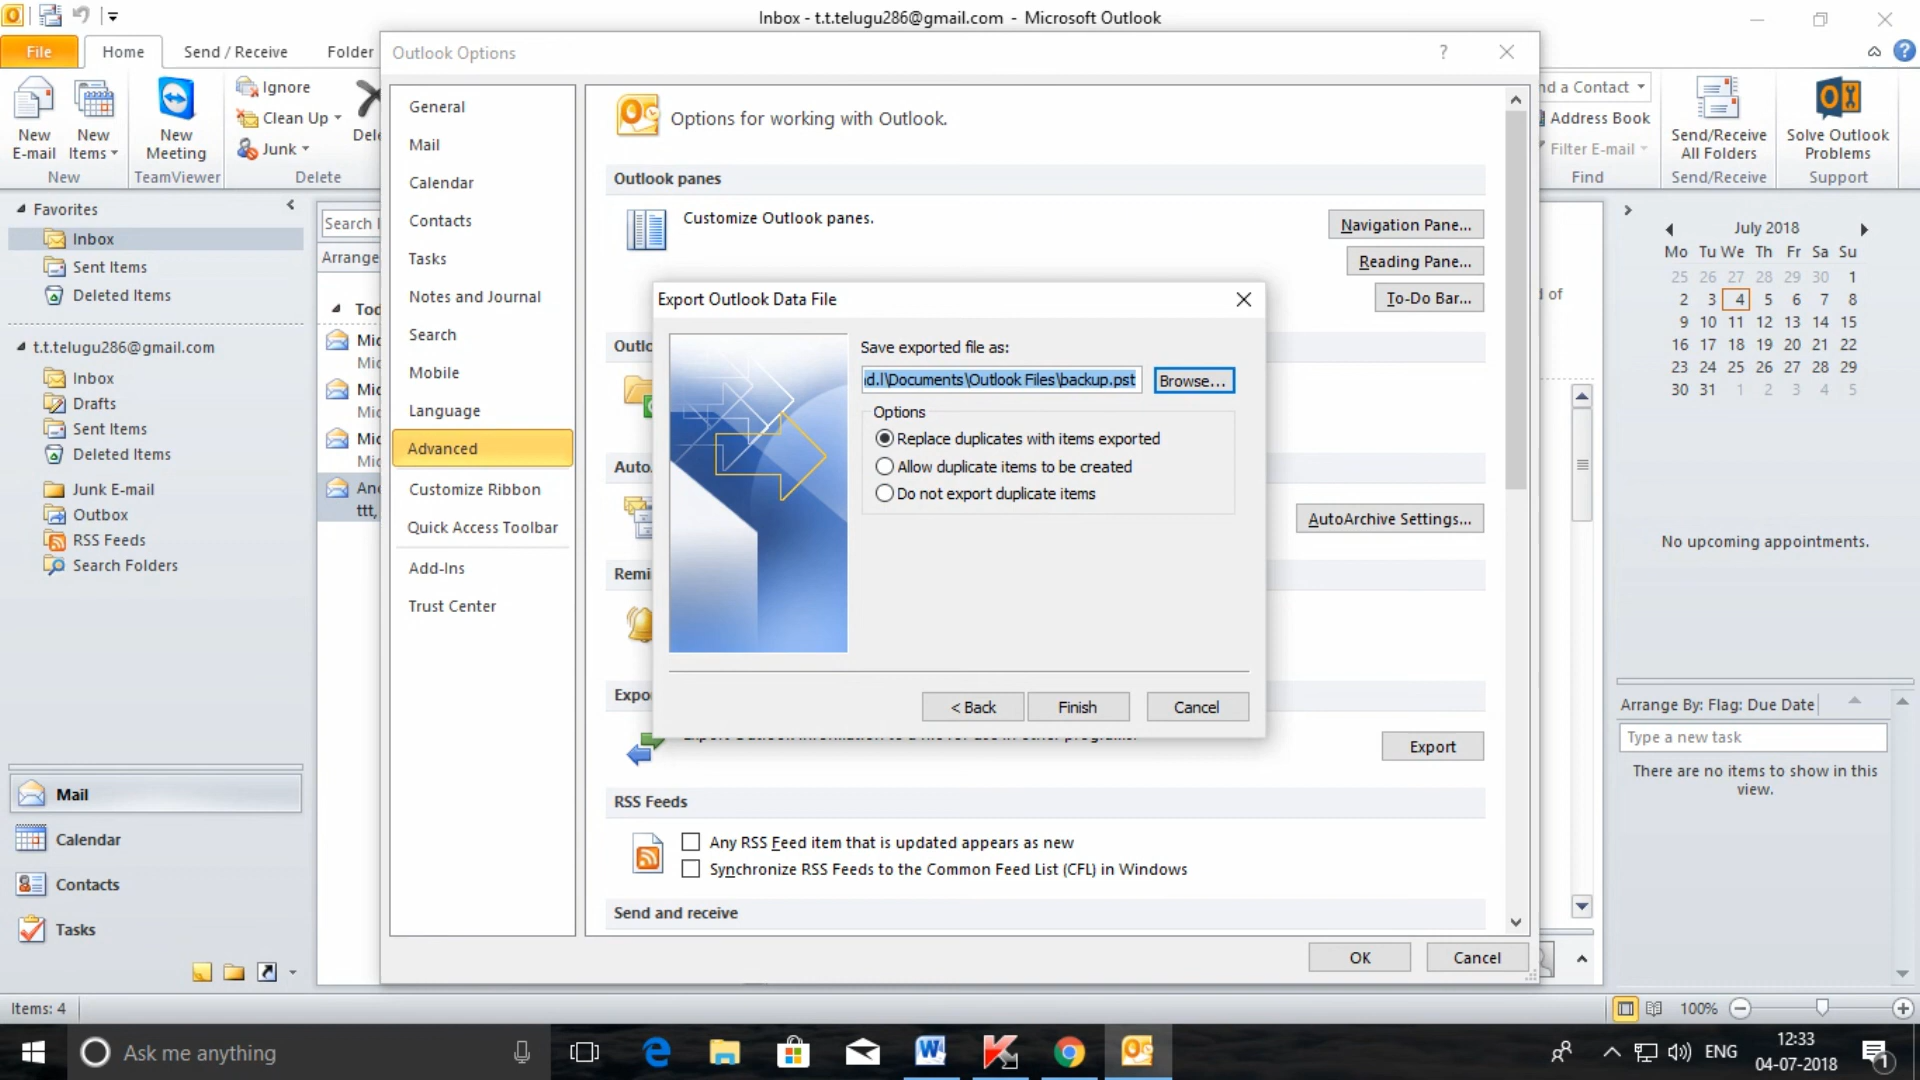 Inbox - t.t.telugu286@gmail.com - Microsoft Outlook
File
Home
Send / Receive
Folder
New
E-mail
New
Items
New
New
Meeting
TeamViewer
Ignore
Clean Up
Junk
Delete
Address Book
Filter E-mail
Find
Send/Receive
All Folders
Send/Receive
Solve Outlook
Problems
Support
Outlook Options
?
General
Mail
Calendar
Contacts
Tasks
Notes and Journal
Search
Mobile
Language
Advanced
Customize Ribbon
Quick Access Toolbar
Add-Ins
Trust Center
Options for working with Outlook.
Outlook panes
Customize Outlook panes.
Navigation Pane...
Reading Pane...
To-Do Bar...
AutoArchive Settings...
Export
RSS Feeds
Any RSS Feed item that is updated appears as new
Synchronize RSS Feeds to the Common Feed List (CFL) in Windows
Send and receive
OK
Cancel
Export Outlook Data File
Save exported file as:
d.l\Documents\Outlook Files\backup.pst
Browse...
Options
Replace duplicates with items exported
Allow duplicate items to be created
Do not export duplicate items
< Back
Finish
Cancel
Favorites
Inbox
Sent Items
Deleted Items
t.t.telugu286@gmail.com
Inbox
Drafts
Sent Items
Deleted Items
Junk E-mail
Outbox
RSS Feeds
Search Folders
Mail
Calendar
Contacts
Tasks
Search
Arrange
ttt,
a Contact
of
July 2018
Mo Tu We Th Fr Sa Su
25 26 27 28 29 30 1
2 3 4 5 6 7 8
9 10 11 12 13 14 15
16 17 18 19 20 21 22
23 24 25 26 27 28 29
30 31 1 2 3 4 5
No upcoming appointments.
Arrange By: Flag: Due Date
Type a new task
There are no items to show in this
view.
Items: 4
100%
Ask me anything
ENG
12:33
04-07-2018
1